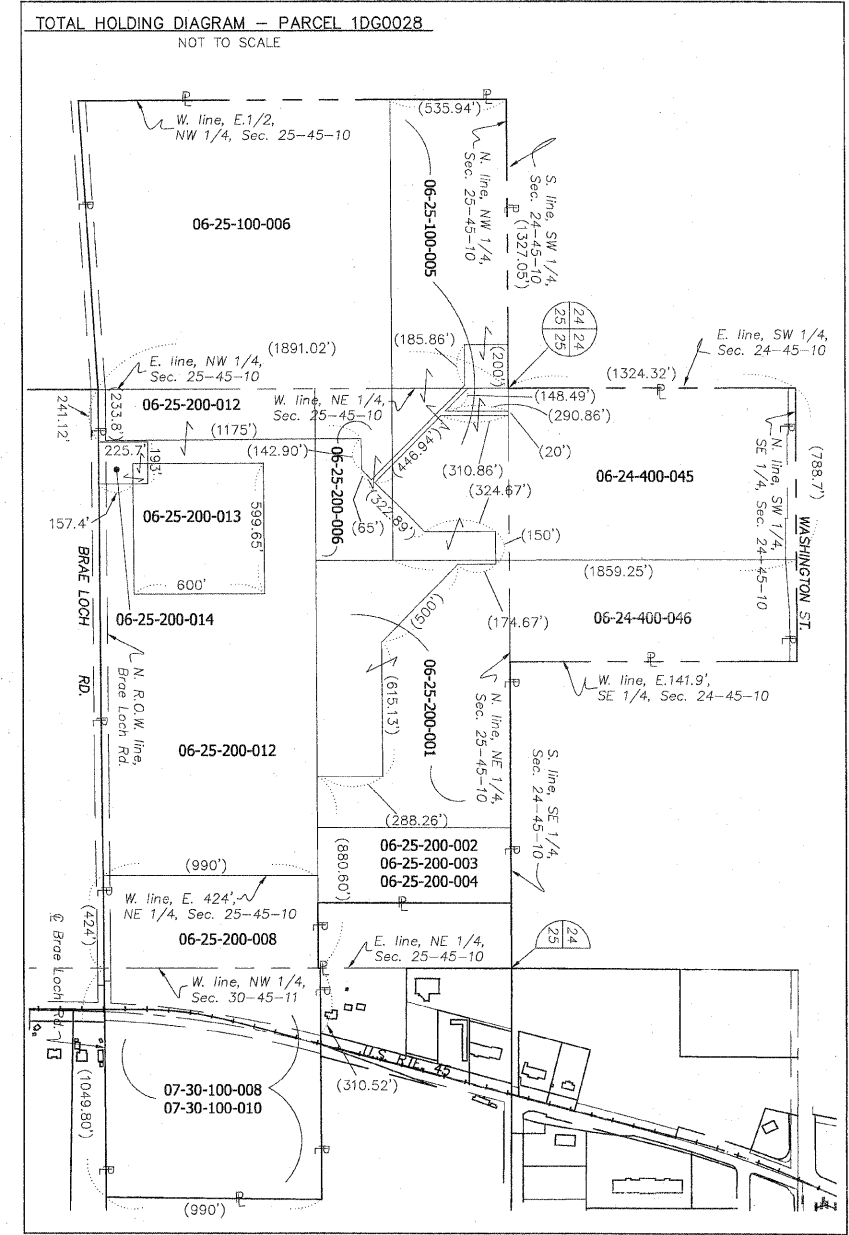 TOTAL HOLDING DIAGRAM – PARCEL 1DG0028
NOT TO SCALE
W. line, E.1/2,
NW 1/4, Sec. 25-45-10
(535.94')
N. line, NW 1/4,
Sec. 25-45-10
S. line, SW 1/4,
Sec. 24-45-10
(1327.05')
06-25-100-006
06-25-100-005
24 24
25 25
E. line, SW 1/4,
Sec. 24-45-10
(1891.02')
(185.86')
(200')
E. line, NW 1/4,
Sec. 25-45-10
(1324.32')
W. line, NE 1/4,
Sec. 25-45-10
(148.49')
(290.86')
241.12'
233.8'
06-25-200-012
(1175')
(20')
225.7'
193'
(142.90')
06-25-200-006
(446.94')
(310.86')
06-24-400-045
N. line, SW 1/4,
SE 1/4, Sec. 24-45-10
(788.7')
WASHINGTON ST.
(322.89')
(324.67')
(65')
(150')
157.4'
06-25-200-013
599.65'
600'
(1859.25')
BRAE LOCH RD.
06-25-200-014
(500')
(174.67')
06-24-400-046
N. R.O.W. line,
Brae Loch Rd.
(615.13')
06-25-200-001
N. line, NE 1/4,
Sec. 25-45-10
W. line, E.141.9',
SE 1/4, Sec. 24-45-10
06-25-200-012
S. line, SE 1/4,
Sec. 24-45-10
(288.26')
(880.60')
06-25-200-002
06-25-200-003
06-25-200-004
(990')
W. line, E. 424',
NE 1/4, Sec. 25-45-10
(424')
℄ Brae Loch Rd.
06-25-200-008
E. line, NE 1/4,
Sec. 25-45-10
24
25
W. line, NW 1/4,
Sec. 30-45-11
U.S. RTE. 45
(310.52')
(1049.80')
07-30-100-008
07-30-100-010
(990')